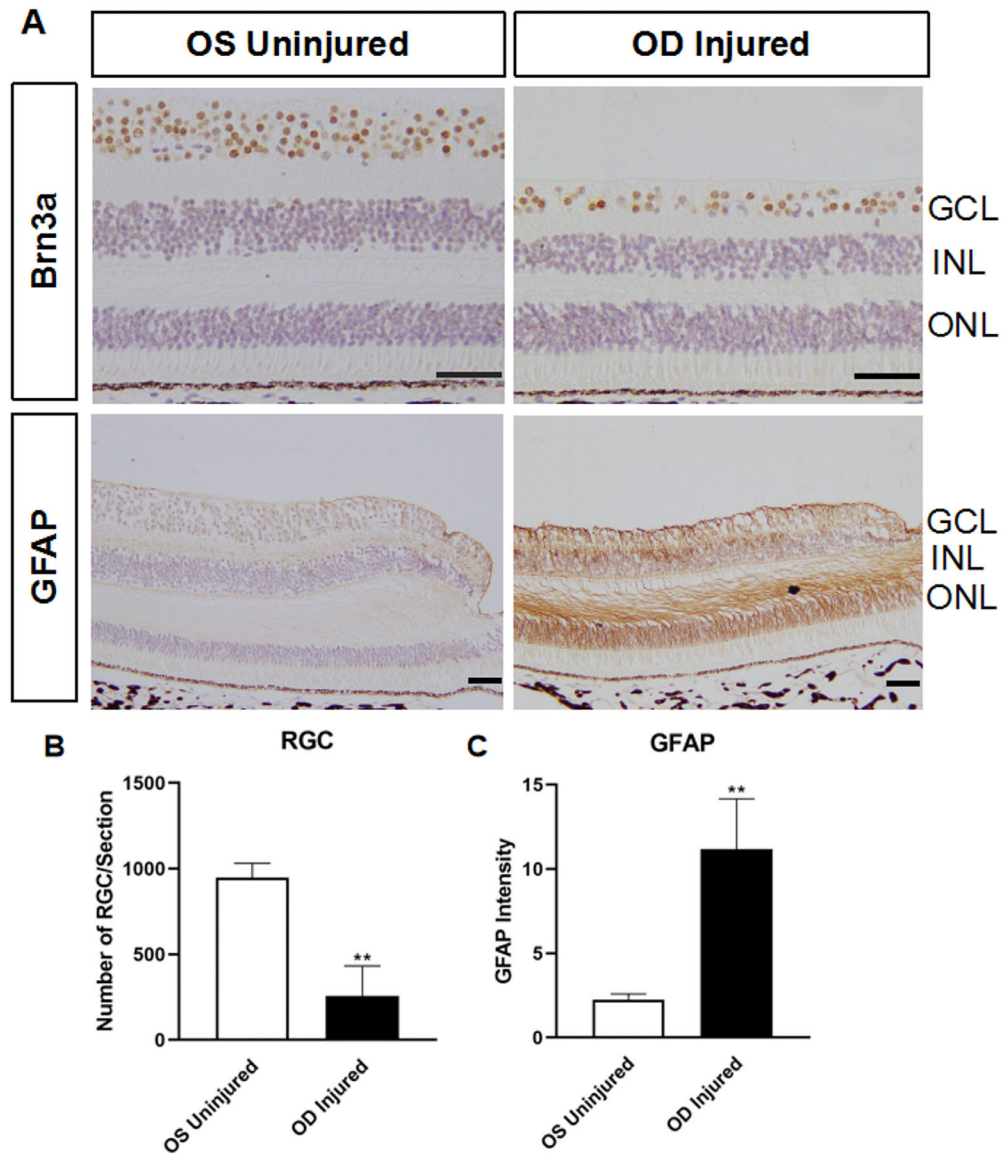 A
OS Uninjured
OD Injured
Brn3a
GCL
INL
ONL
GFAP
GCL
INL
ONL
B
RGC
Number of RGC/Section
1500
1000
500
0
**
OS Uninjured
OD Injured
C
GFAP
GFAP Intensity
15
10
5
0
**
OS Uninjured
OD Injured